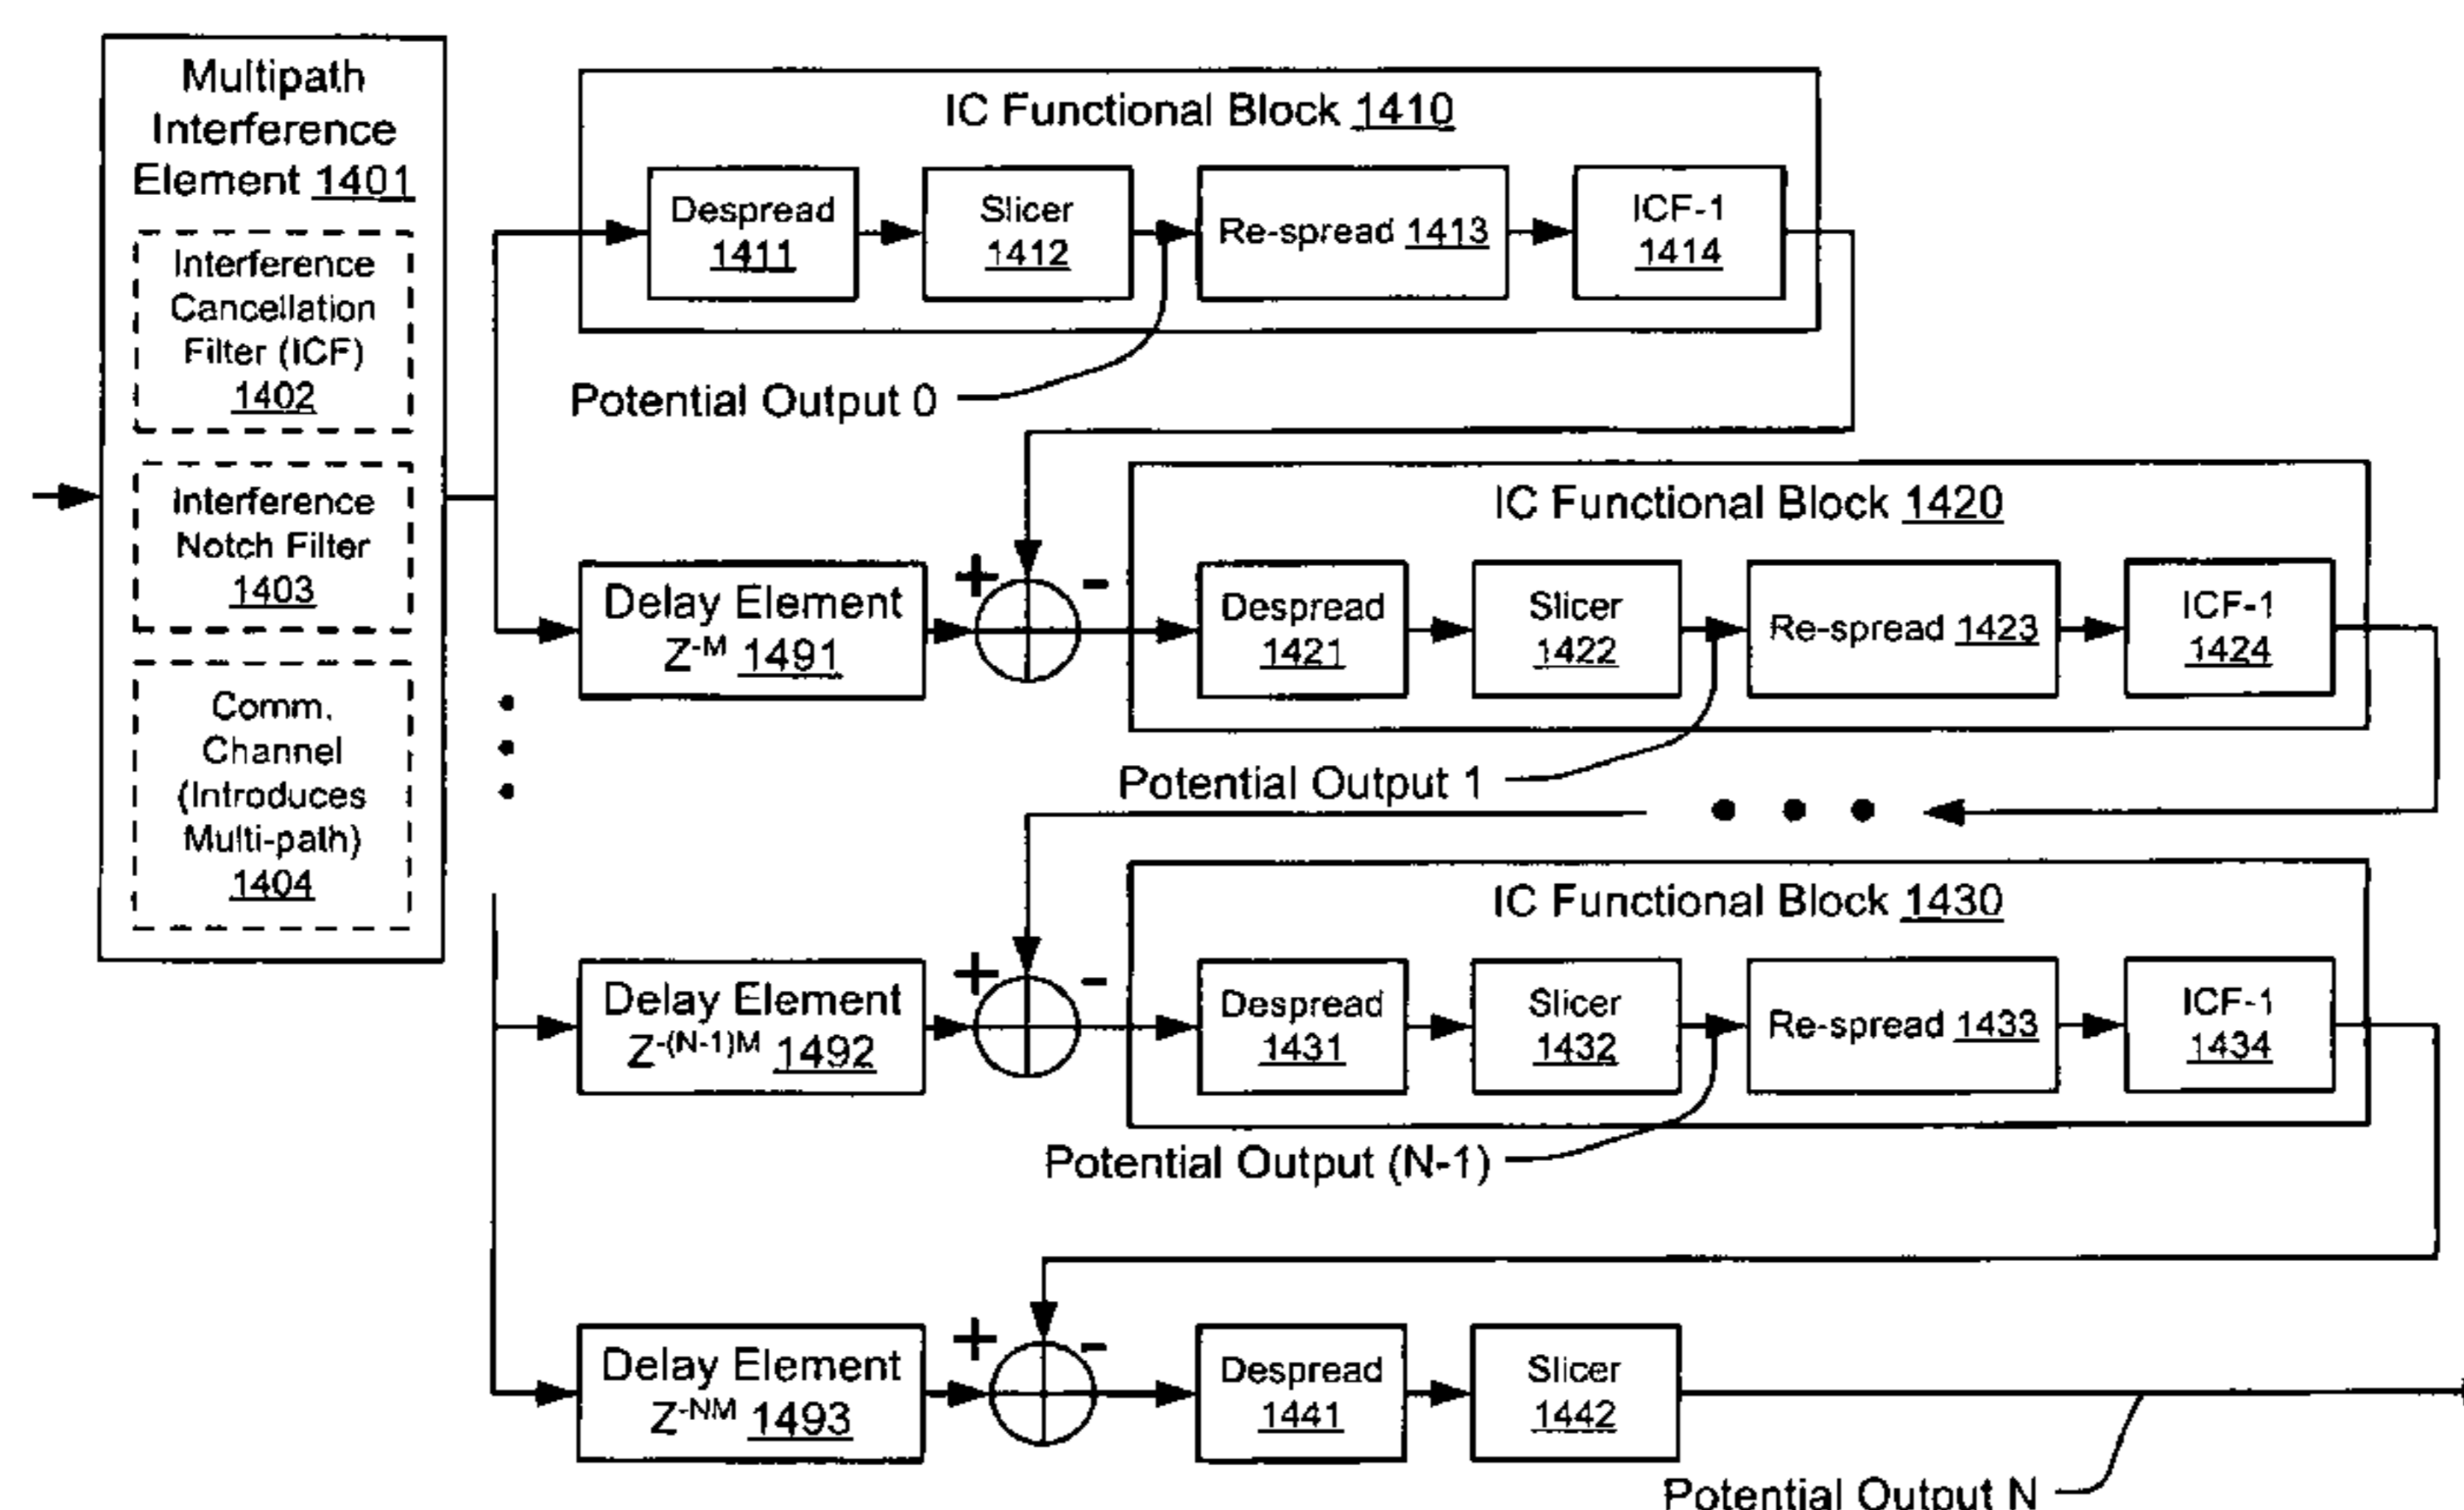 Multipath
Interference
Element 1401
Interference
Cancellation
Filter (ICF)
1402
Interference
Notch Filter
1403
Comm.
Channel
(Introduces
Multi-path)
1404
IC Functional Block 1410
Despread
1411
Slicer
1412
Re-spread 1413
ICF-1
1414
Potential Output 0
IC Functional Block 1420
Delay Element
Z-M 1491
+
-
Despread
1421
Slicer
1422
Re-spread 1423
ICF-1
1424
Potential Output 1
IC Functional Block 1430
Delay Element
Z-(N-1)M 1492
+
-
Despread
1431
Slicer
1432
Re-spread 1433
ICF-1
1434
Potential Output (N-1)
Delay Element
Z-NM 1493
+
-
Despread
1441
Slicer
1442
Potential Output N